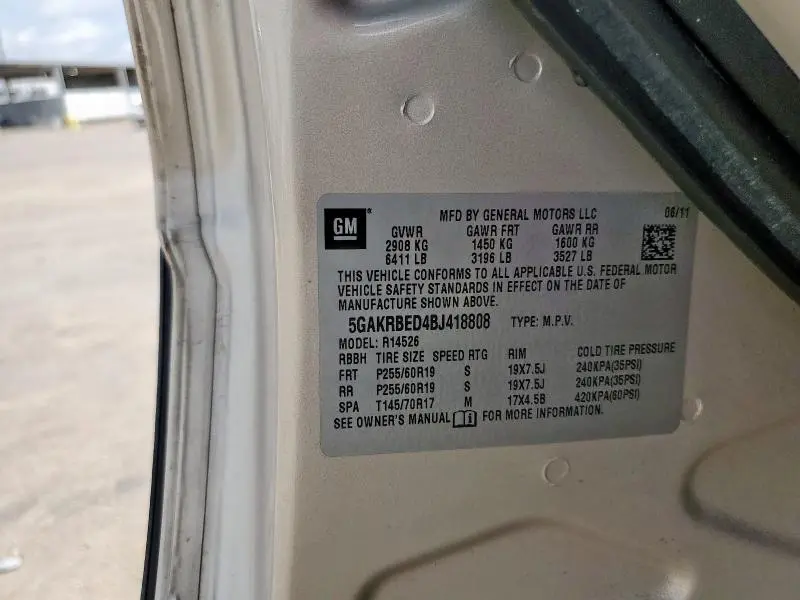 GM® MFD BY GENERAL MOTORS LLC 06/11
GVWR GAWR FRT GAWR RR
2908 KG 1450 KG 1600 KG
6411 LB 3196 LB 3527 LB
THIS VEHICLE CONFORMS TO ALL APPLICABLE U.S. FEDERAL MOTOR
VEHICLE SAFETY STANDARDS IN EFFECT ON THE DATE OF
MANUFACTURE SHOWN ABOVE.
5GAKRBED4BJ418808 TYPE: M.P.V.
MODEL: R14526
RBBH TIRE SIZE SPEED RTG RIM COLD TIRE PRESSURE
FRT P255/60R19 S 19X7.5J 240KPA(35PSI)
RR P255/60R19 S 19X7.5J 240KPA(35PSI)
SPA T145/70R17 M 17X4.5B 420KPA(60PSI)
SEE OWNER'S MANUAL FOR MORE INFORMATION.